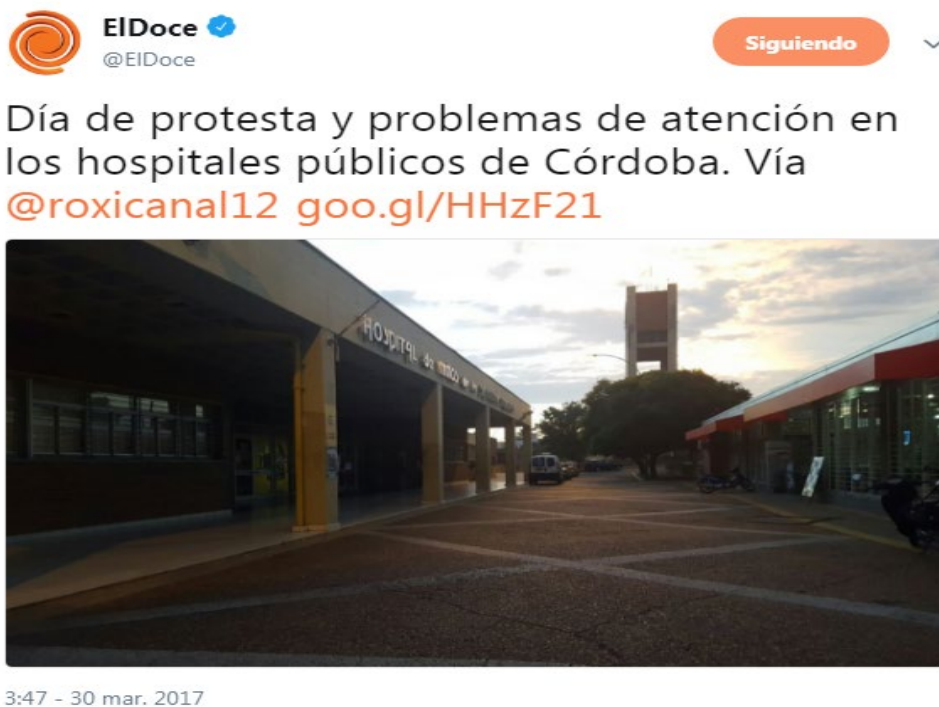 ElDoce
@ElDoce
Siguiendo
Día de protesta y problemas de atención en
los hospitales públicos de Córdoba. Vía
@roxicanal12 goo.gl/HHzF21
HOSPITAL de
3:47 - 30 mar. 2017